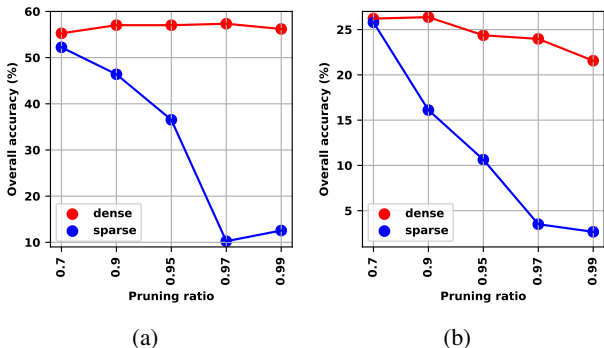 60
50
40
30
20
10
Overall accuracy (%)
dense
sparse
0.7
0.9
0.95
0.97
0.99
Pruning ratio
(a)
25
20
15
10
5
Overall accuracy (%)
dense
sparse
0.7
0.9
0.95
0.97
0.99
Pruning ratio
(b)